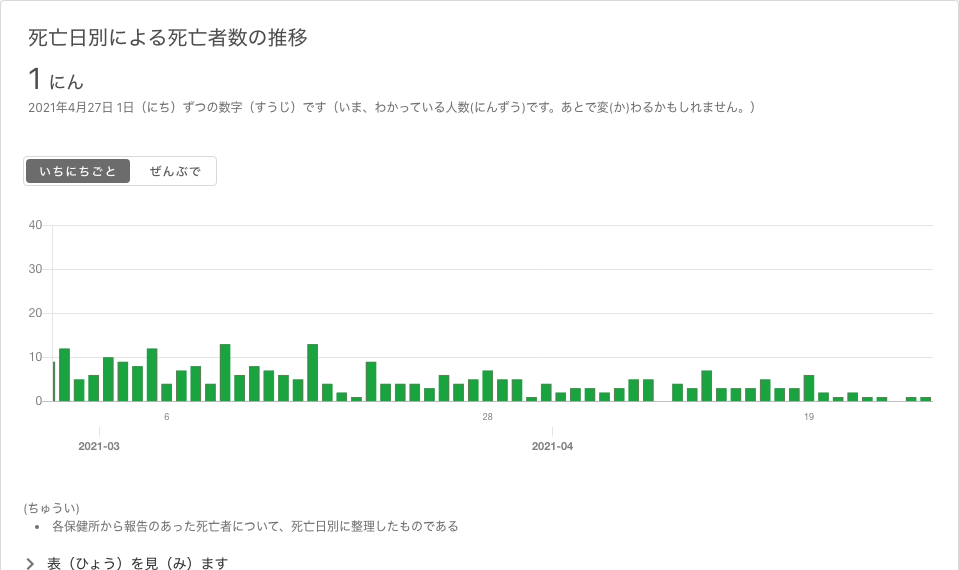 死亡日別による死亡者数の推移
1 にん
2021年4月27日 1日（にち）ずつの数字（すうじ）です（いま、わかっている人数(にんずう)です。あとで変(か)わるかもしれません。）
いちにちごと ぜんぶで
40
30
20
10
0
6 28 19
2021-03 2021-04
(ちゅうい)
• 各保健所から報告のあった死亡者について、死亡日別に整理したものである
表（ひょう）を見（み）ます